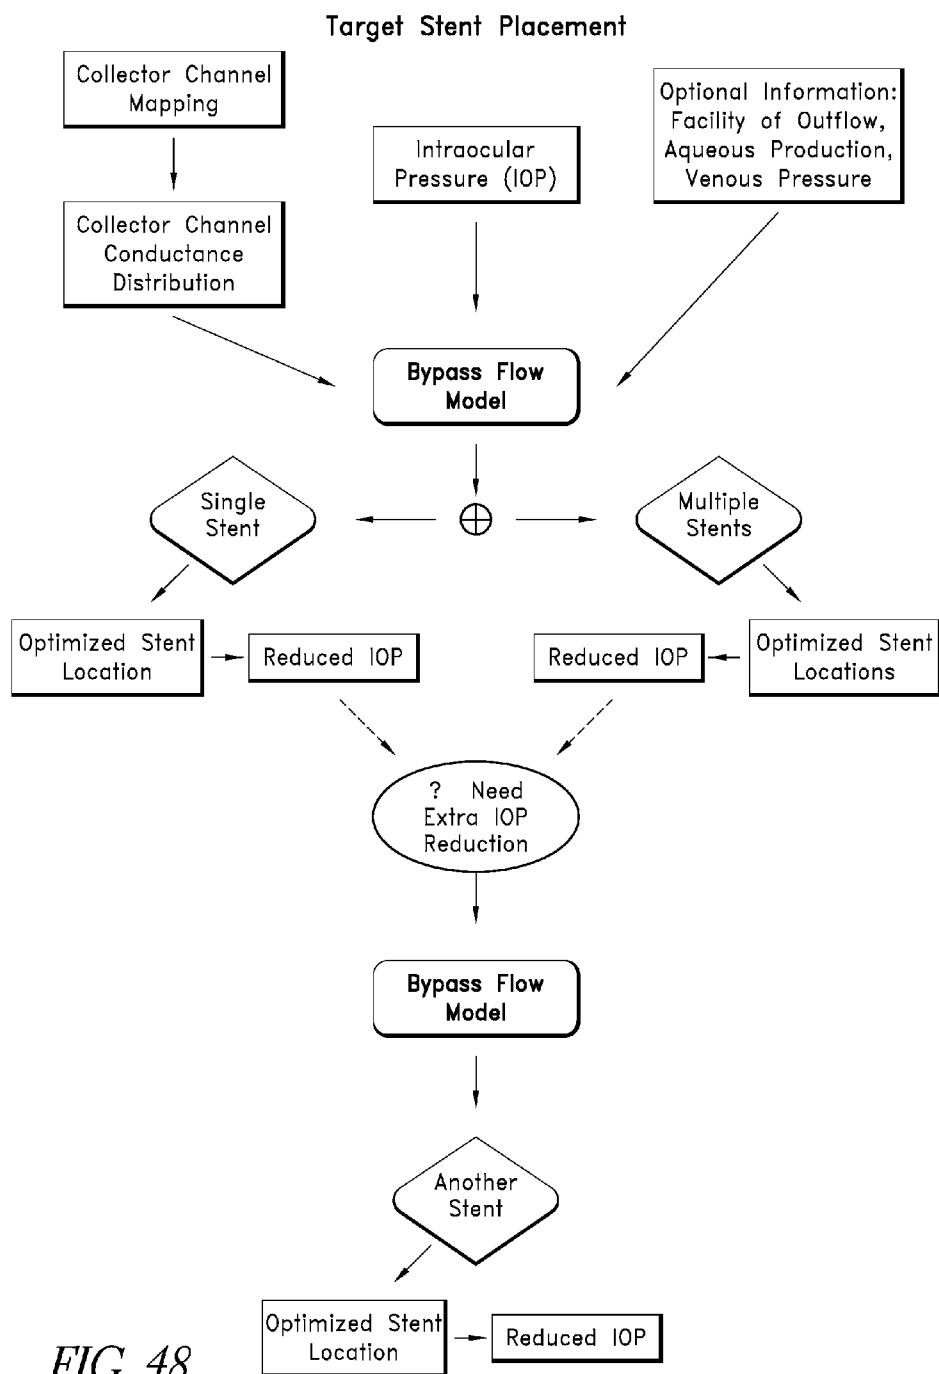 Target Stent Placement
Collector Channel
Mapping
Intraocular
Pressure (IOP)
Optional Information:
Facility of Outflow,
Aqueous Production,
Venous Pressure
Collector Channel
Conductance
Distribution
Bypass Flow
Model
Single
Stent
Multiple
Stents
Optimized Stent
Location
Reduced IOP
Reduced IOP
Optimized Stent
Locations
? Need
Extra IOP
Reduction
Bypass Flow
Model
Another
Stent
Optimized Stent
Location
Reduced IOP
FIG. 48